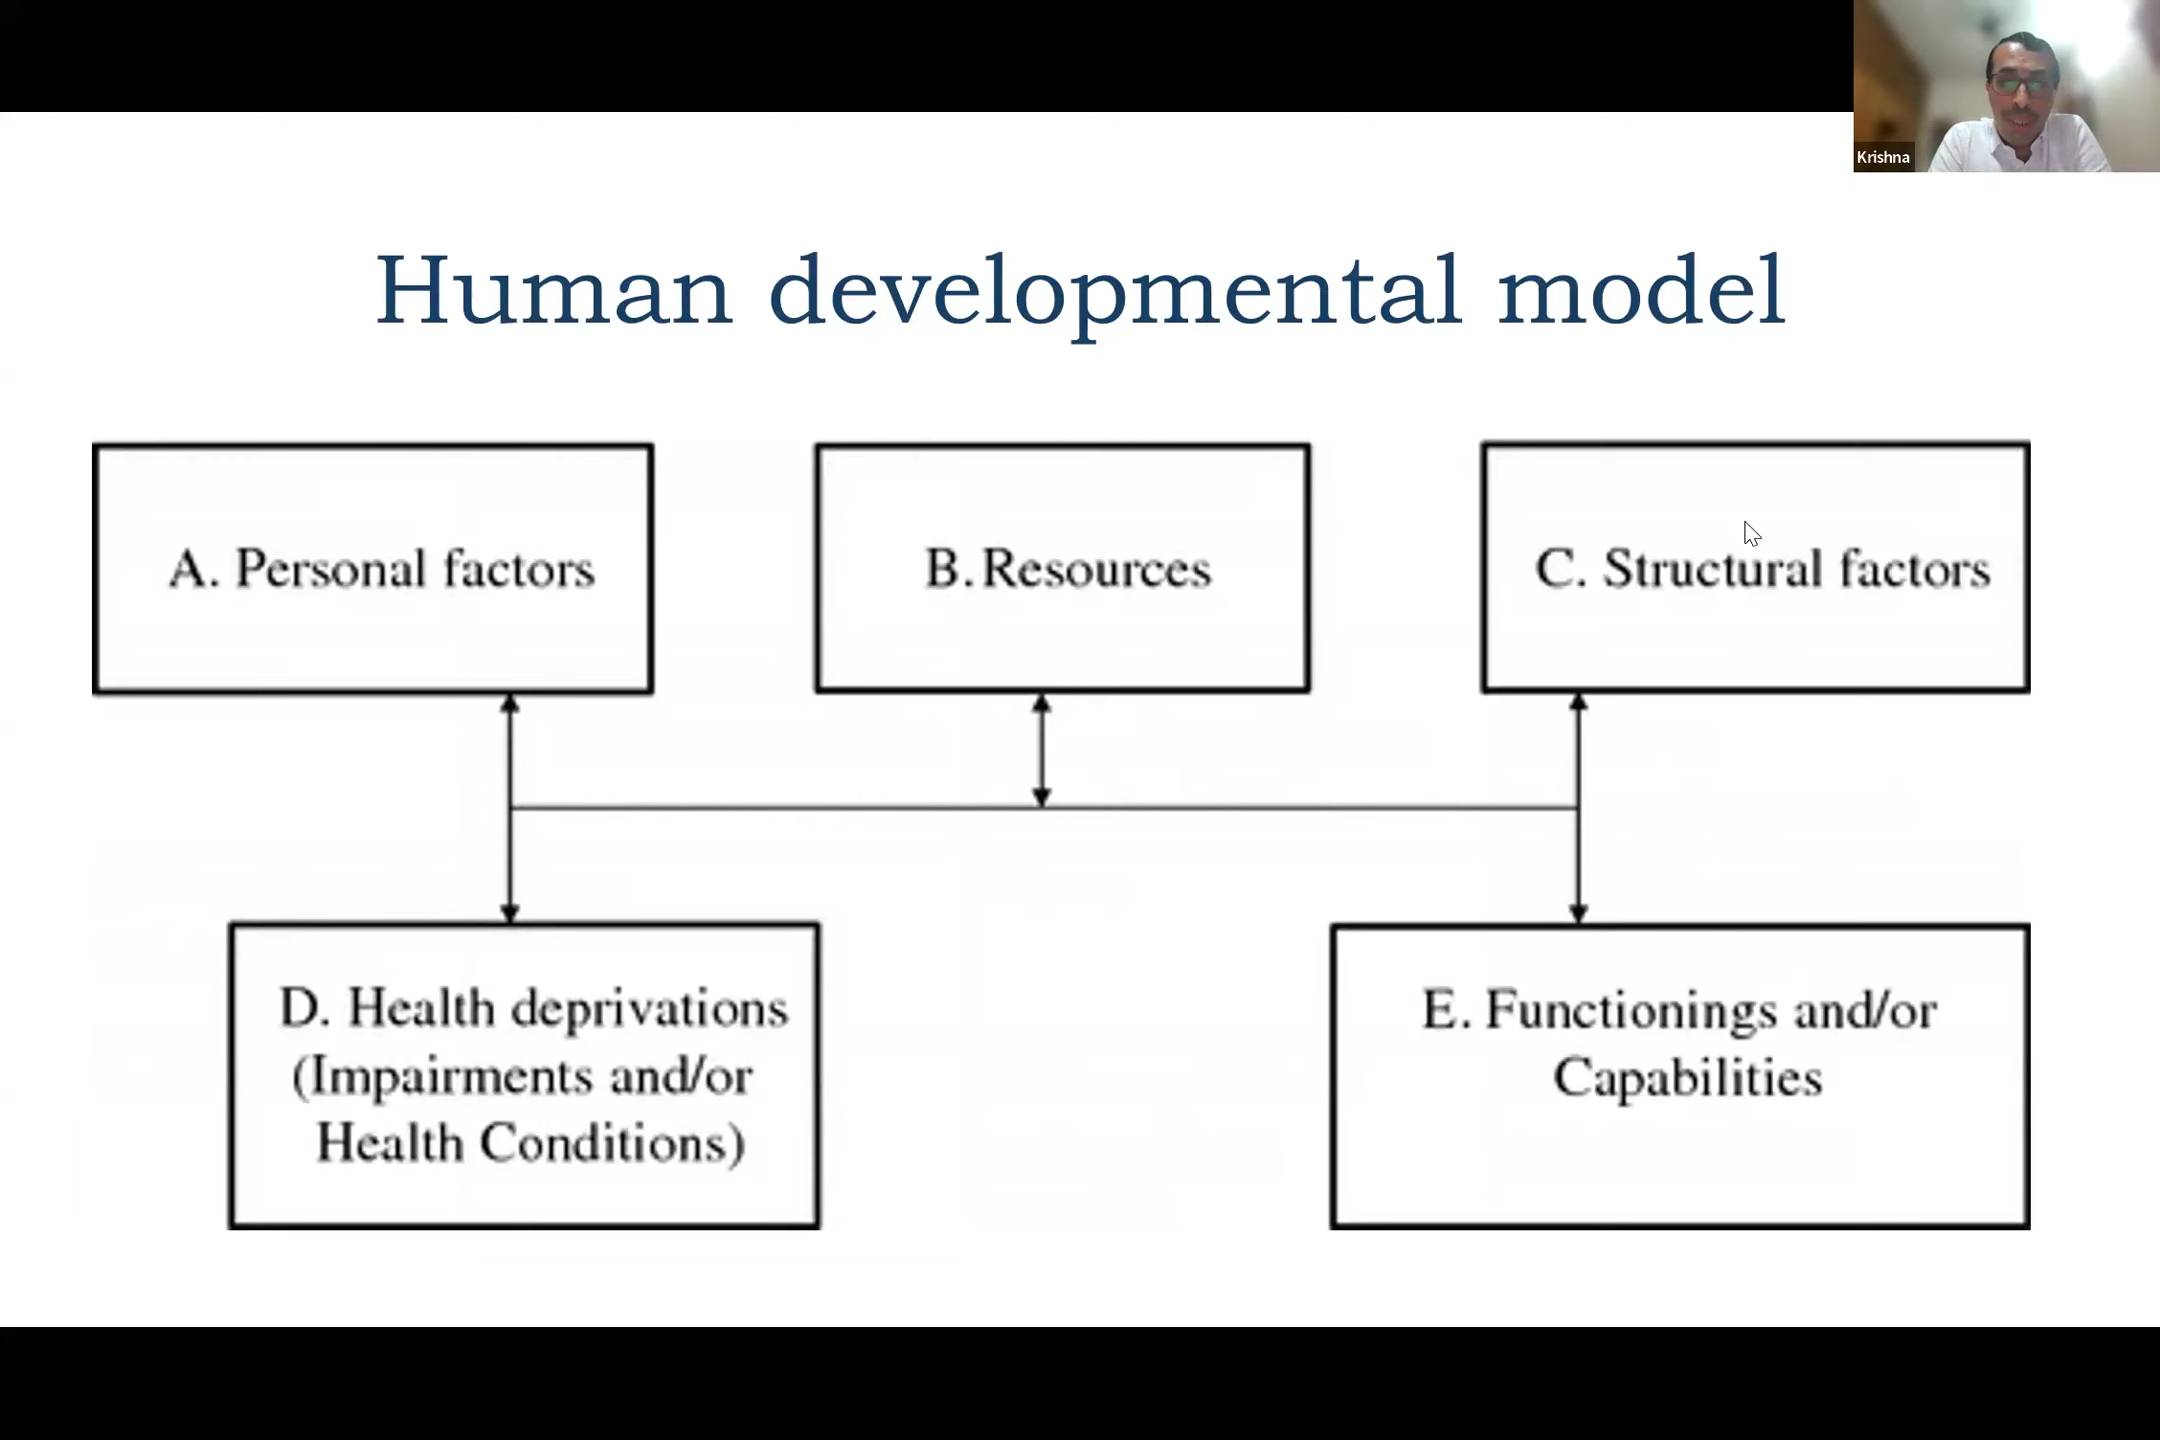 Krishna
Human developmental model
A. Personal factors
B. Resources
C. Structural factors
D. Health deprivations
(Impairments and/or
Health Conditions)
E. Functionings and/or
Capabilities